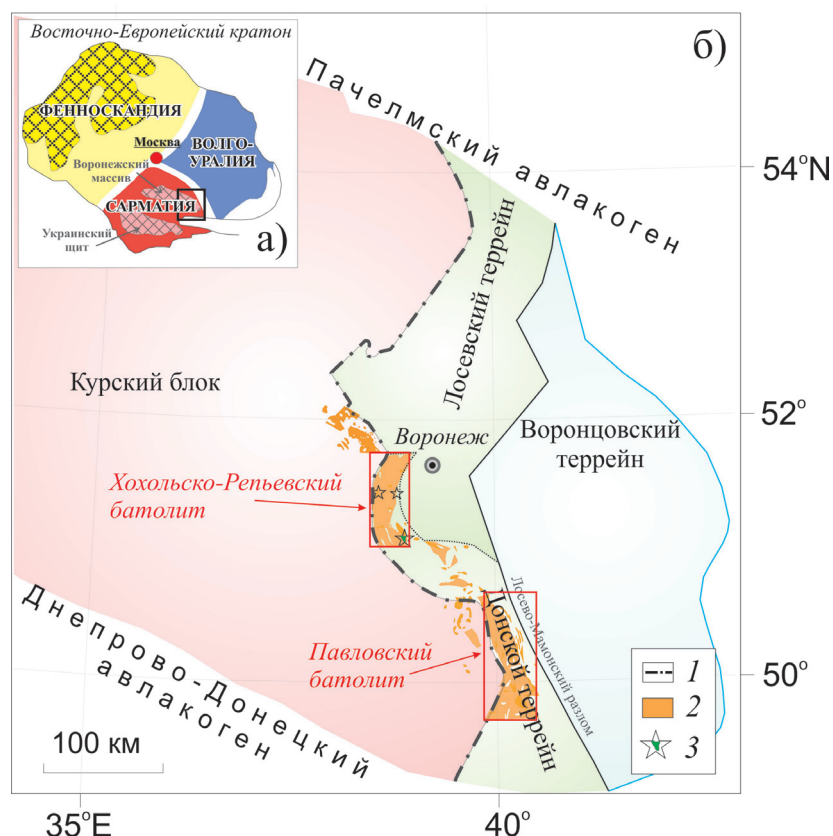 Восточно-Европейский кратон
ФЕННОСКАНДИЯ
Москва
ВОЛГО-
УРАЛИЯ
Воронежский
массив
САРМАТИЯ
Украинский
щит
а)
б)
Пачелмский авлакоген
54°N
Лосевский террейн
Курский блок
52°
Воронеж
Воронцовский
террейн
Хохольско-Репьевский
батолит
Донской террейн
Лосево-Мамонский разлом
Павловский
батолит
50°
Днепрово-Донецкий
авлакоген
1
2
3
100 км
35°E
40°